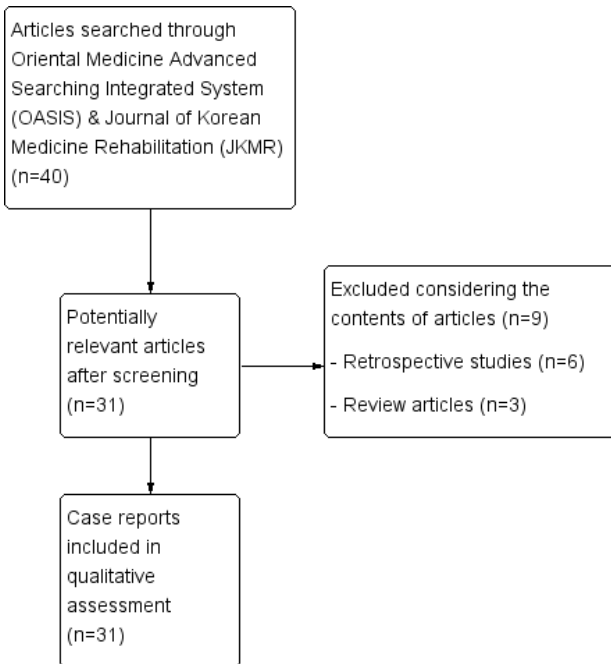 Articles searched through
Oriental Medicine Advanced
Searching Integrated System
(OASIS) & Journal of Korean
Medicine Rehabilitation (JKMR)
(n=40)
Potentially
relevant articles
after screening
(n=31)
Excluded considering the
contents of articles (n=9)
- Retrospective studies (n=6)
- Review articles (n=3)
Case reports
included in
qualitative
assessment
(n=31)